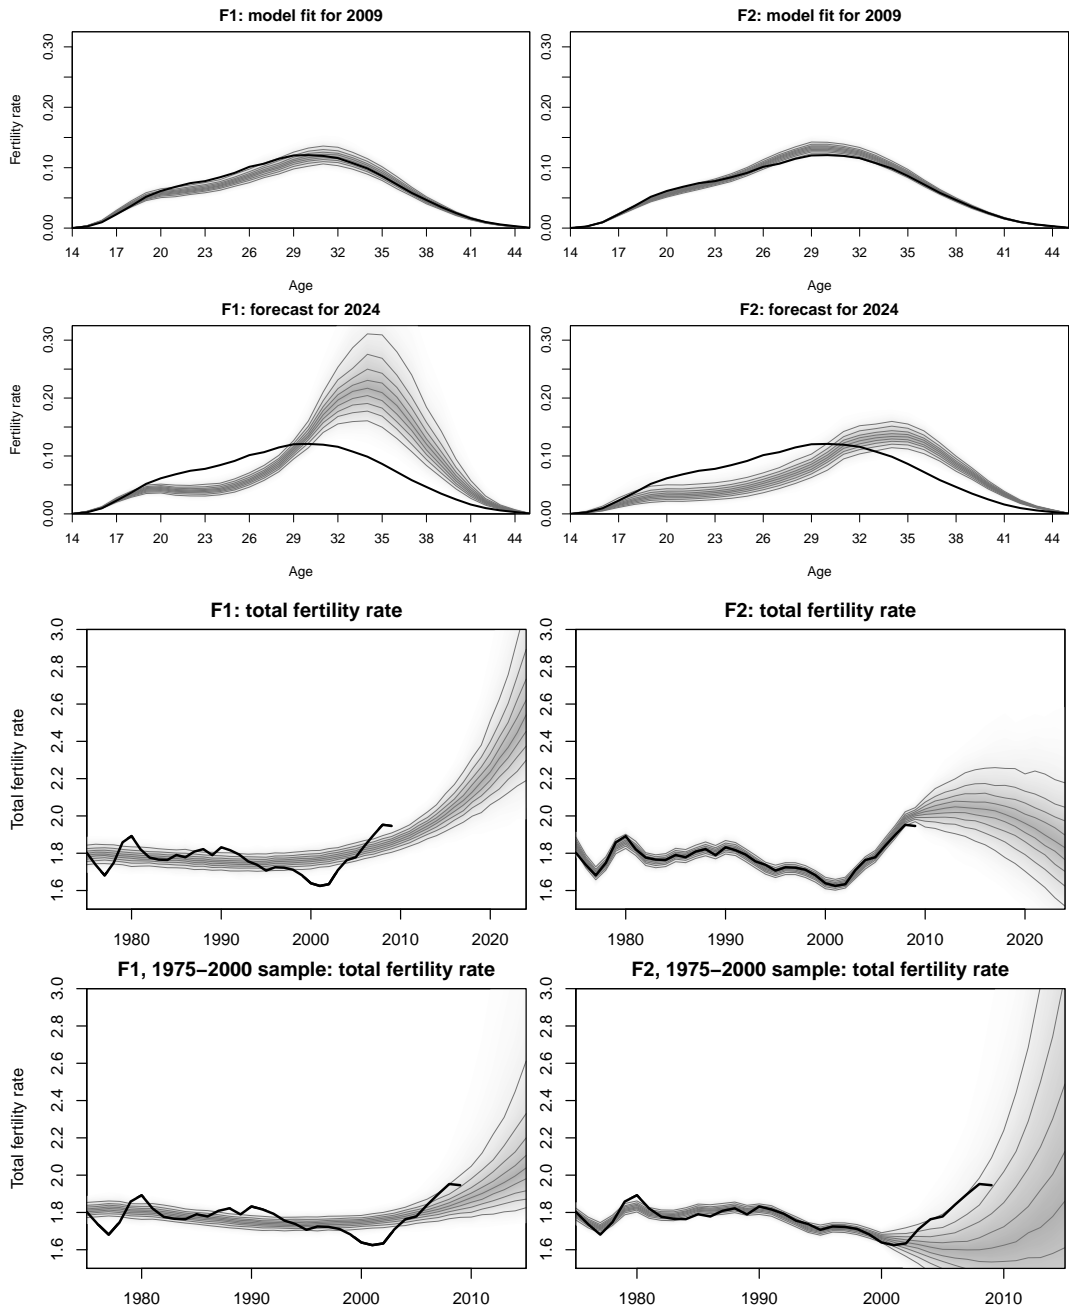 F1: model fit for 2009
F2: model fit for 2009
Fertility rate
0.00 0.10 0.20 0.30
0.00 0.10 0.20 0.30
14 17 20 23 26 29 32 35 38 41 44
14 17 20 23 26 29 32 35 38 41 44
Age
Age
F1: forecast for 2024
F2: forecast for 2024
Fertility rate
0.00 0.10 0.20 0.30
0.00 0.10 0.20 0.30
14 17 20 23 26 29 32 35 38 41 44
14 17 20 23 26 29 32 35 38 41 44
Age
Age
F1: total fertility rate
F2: total fertility rate
Total fertility rate
1.6 1.8 2.0 2.2 2.4 2.6 2.8 3.0
1.6 1.8 2.0 2.2 2.4 2.6 2.8 3.0
1980 1990 2000 2010 2020
1980 1990 2000 2010 2020
F1, 1975−2000 sample: total fertility rate
F2, 1975−2000 sample: total fertility rate
Total fertility rate
1.6 1.8 2.0 2.2 2.4 2.6 2.8 3.0
1.6 1.8 2.0 2.2 2.4 2.6 2.8 3.0
1980 1990 2000 2010
1980 1990 2000 2010